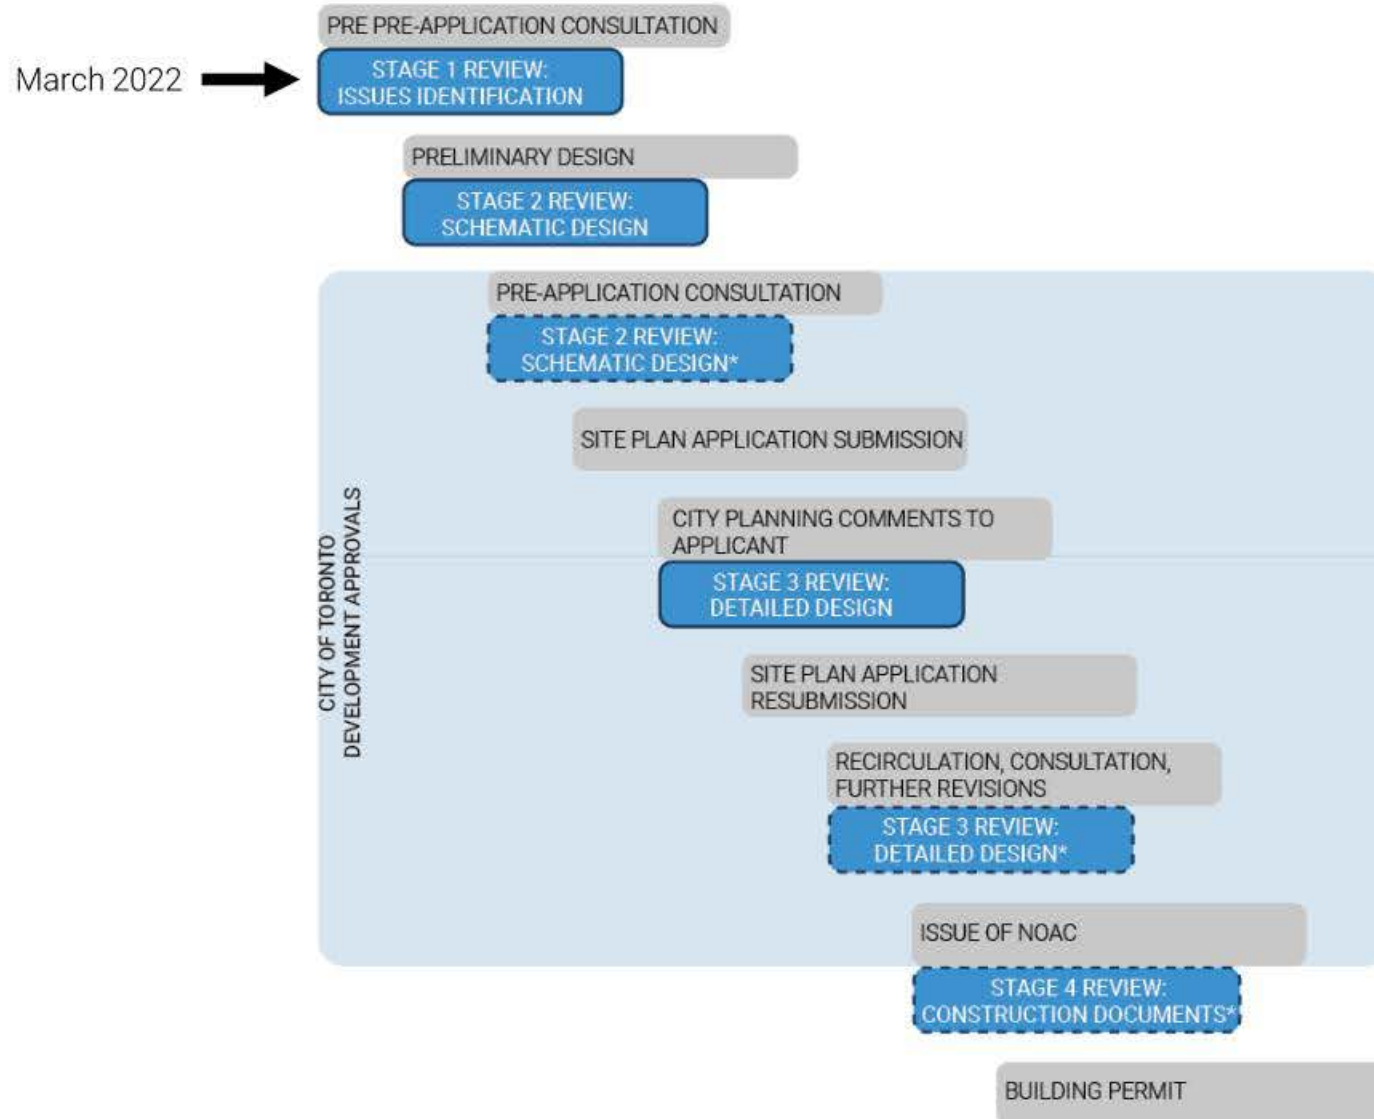 PRE PRE-APPLICATION CONSULTATION
March 2022
STAGE 1 REVIEW:
ISSUES IDENTIFICATION
PRELIMINARY DESIGN
STAGE 2 REVIEW:
SCHEMATIC DESIGN
PRE-APPLICATION CONSULTATION
STAGE 2 REVIEW:
SCHEMATIC DESIGN*
SITE PLAN APPLICATION SUBMISSION
CITY OF TORONTO
DEVELOPMENT APPROVALS
CITY PLANNING COMMENTS TO
APPLICANT
STAGE 3 REVIEW:
DETAILED DESIGN
SITE PLAN APPLICATION
RESUBMISSION
RECIRCULATION, CONSULTATION,
FURTHER REVISIONS
STAGE 3 REVIEW:
DETAILED DESIGN*
ISSUE OF NOAC
STAGE 4 REVIEW:
CONSTRUCTION DOCUMENTS*
BUILDING PERMIT